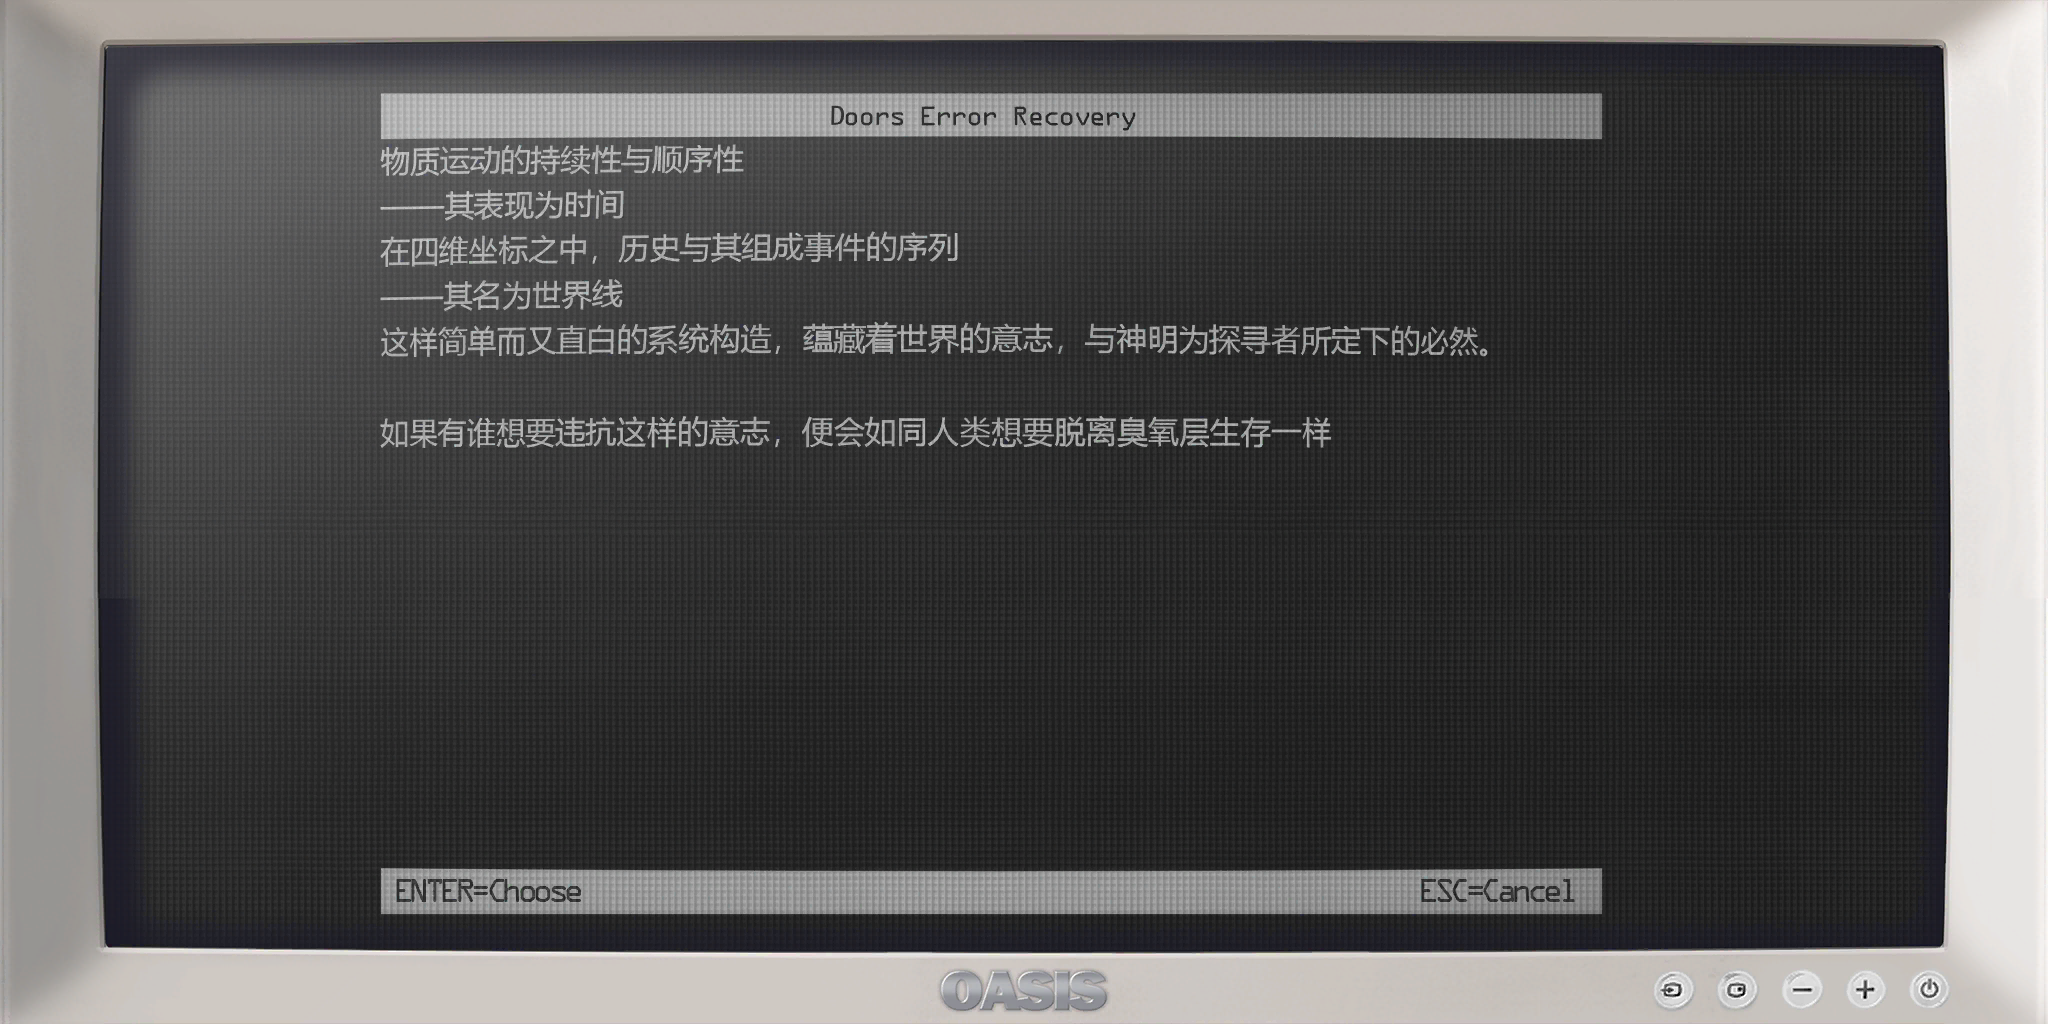 Doors Error Recovery
物质运动的持续性与顺序性
——其表现为时间
在四维坐标之中，历史与其组成事件的序列
——其名为世界线
这样简单而又直白的系统构造，蕴藏着世界的意志，与神明为探寻者所定下的必然。
如果有谁想要违抗这样的意志，便会如同人类想要脱离臭氧层生存一样
ENTER=Choose
ESC=Cancel
OASIS